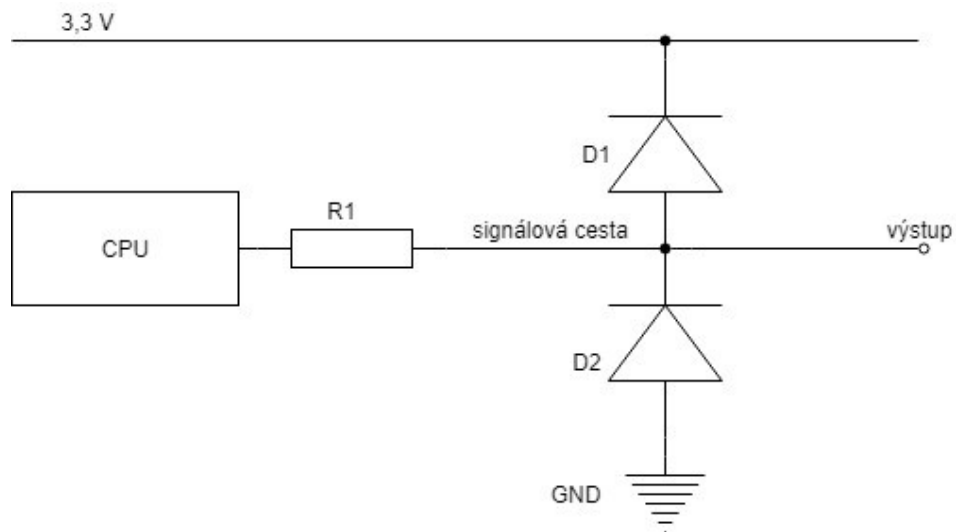 3,3 V
D1
R1
signálová cesta
výstup
CPU
D2
GND